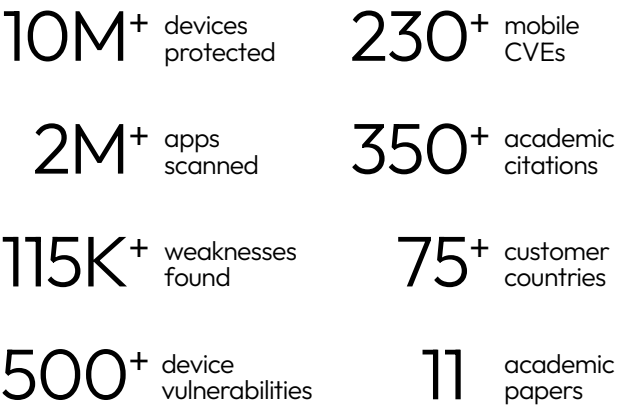 10M+ devices
protected
230+ mobile
CVEs
2M+ apps
scanned
350+ academic
citations
115K+ weaknesses
found
75+ customer
countries
500+ device
vulnerabilities
11 academic
papers